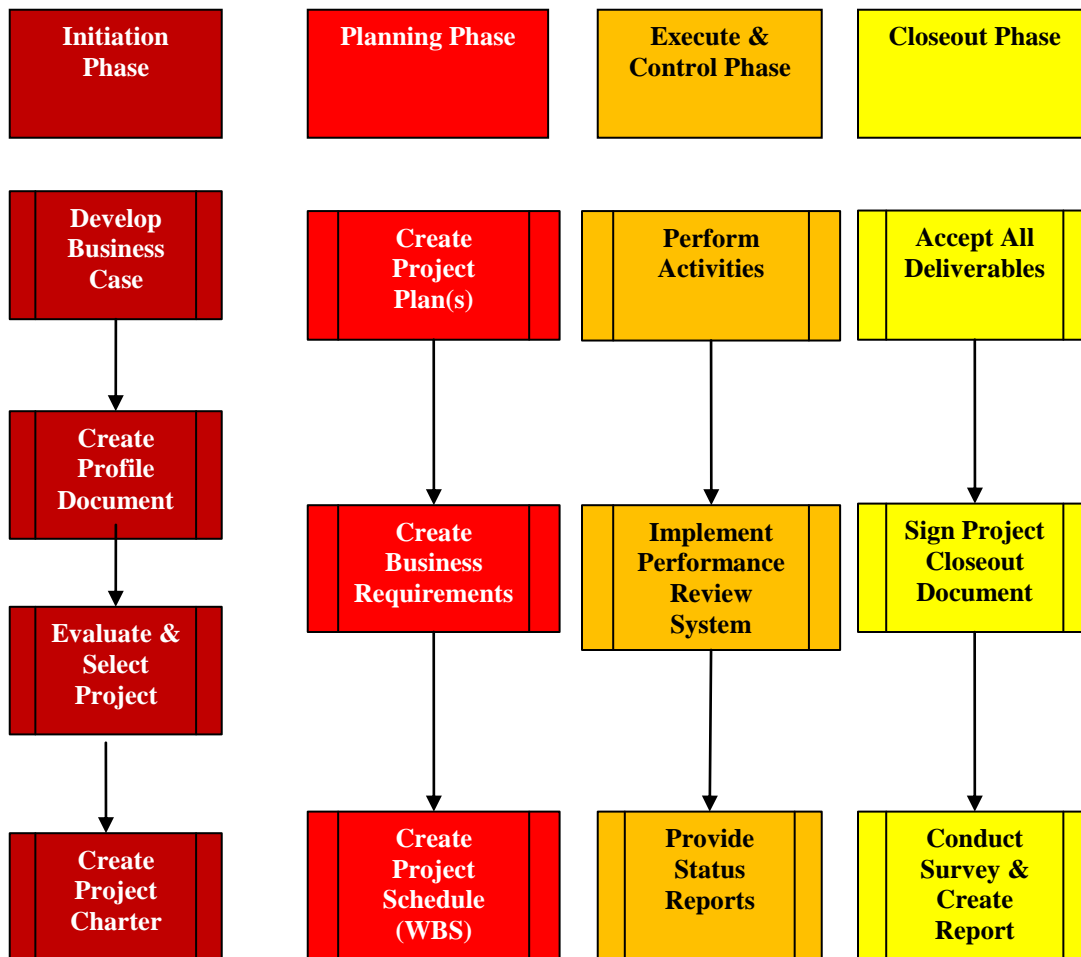 Initiation
Phase
Planning Phase
Execute &
Control Phase
Closeout Phase
Develop
Business
Case
Create
Project
Plan(s)
Perform
Activities
Accept All
Deliverables
Create
Profile
Document
Create
Business
Requirements
Implement
Performance
Review
System
Sign Project
Closeout
Document
Evaluate &
Select
Project
Create
Project
Charter
Create
Project
Schedule
(WBS)
Provide
Status
Reports
Conduct
Survey &
Create
Report